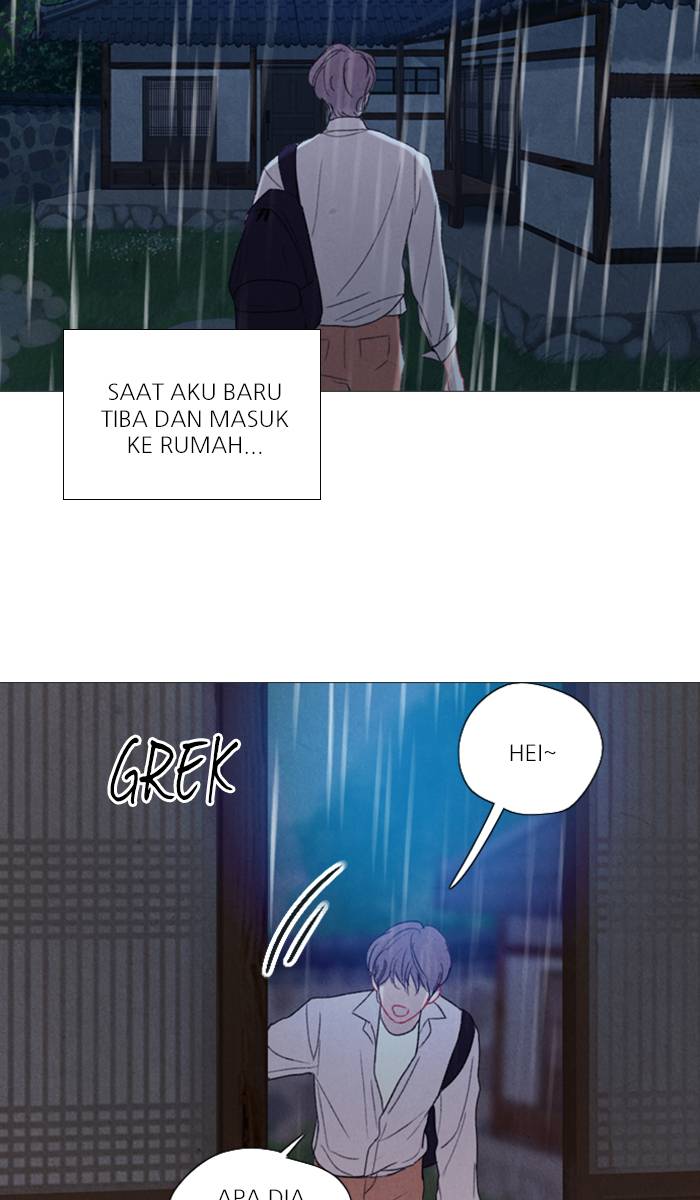 SAAT AKU BARU
TIBA DAN MASUK
KE RUMAH...
GREK
HEI~
APA DIA